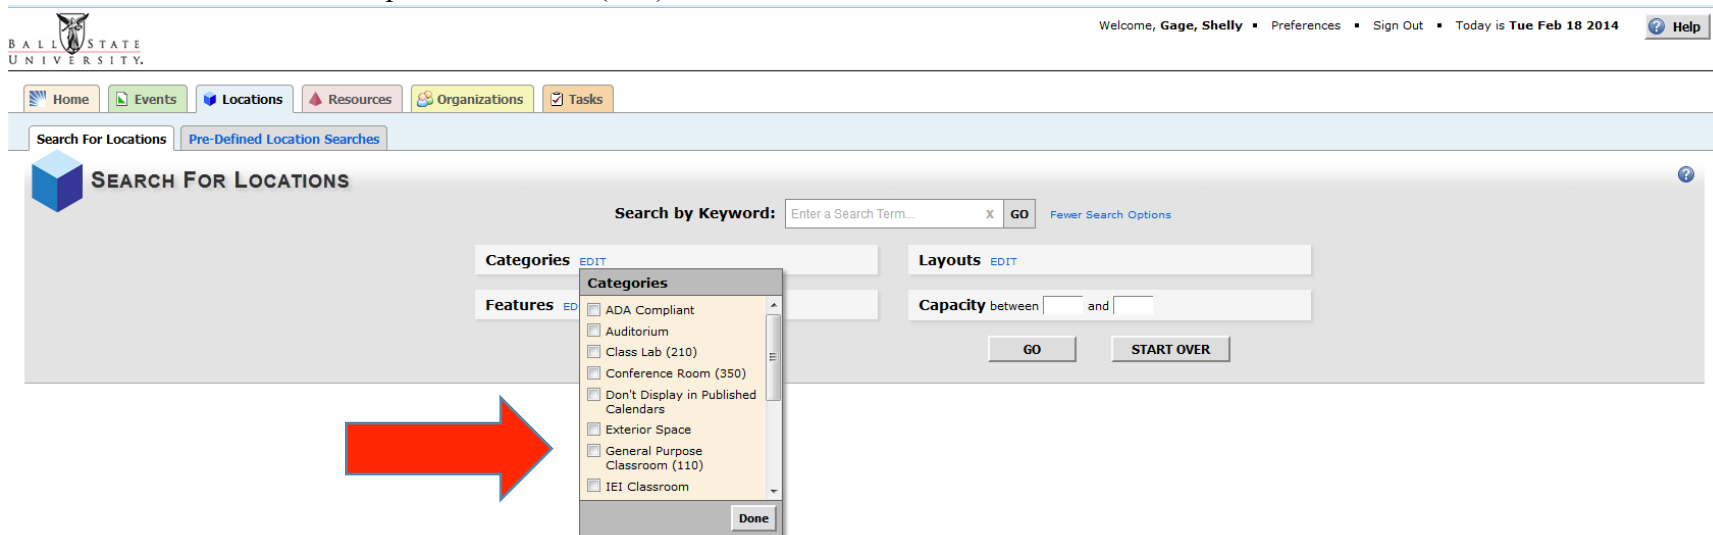 BALL STATE
UNIVERSITY.
Welcome, Gage, Shelly ▪ Preferences ▪ Sign Out ▪ Today is Tue Feb 18 2014
? Help
Home Events Locations Resources Organizations Tasks
Search For Locations Pre-Defined Location Searches
SEARCH FOR LOCATIONS ?
Search by Keyword: Enter a Search Term... X GO Fewer Search Options
Categories EDIT Layouts EDIT
Categories
Features ED Capacity between and
ADA Compliant
Auditorium
Class Lab (210)
GO START OVER
Conference Room (350)
Don't Display in Published
Calendars
Exterior Space
General Purpose
Classroom (110)
IEI Classroom
Done